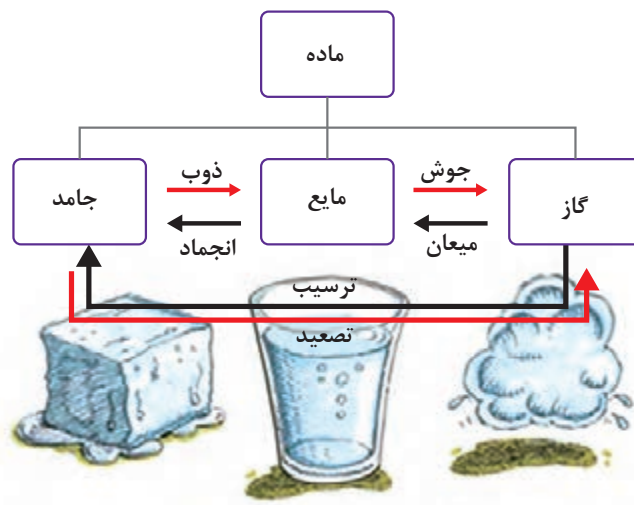 ماده
جوش
ذوب
گاز
مایع
جامد
میعان
انجماد
ترسیب
تصعید